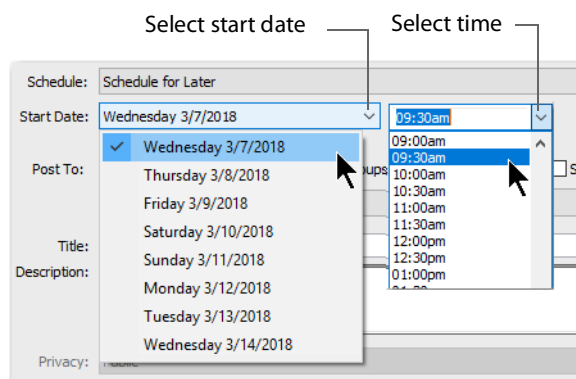 Select start date Select time
Schedule: Schedule for Later
Start Date: Wednesday 3/7/2018 09:30am
Wednesday 3/7/2018
Thursday 3/8/2018
Friday 3/9/2018
Saturday 3/10/2018
Sunday 3/11/2018
Monday 3/12/2018
Tuesday 3/13/2018
Wednesday 3/14/2018
09:00am
09:30am
10:00am
10:30am
11:00am
11:30am
12:00pm
12:30pm
01:00pm
Post To:
Title:
Description:
Privacy: